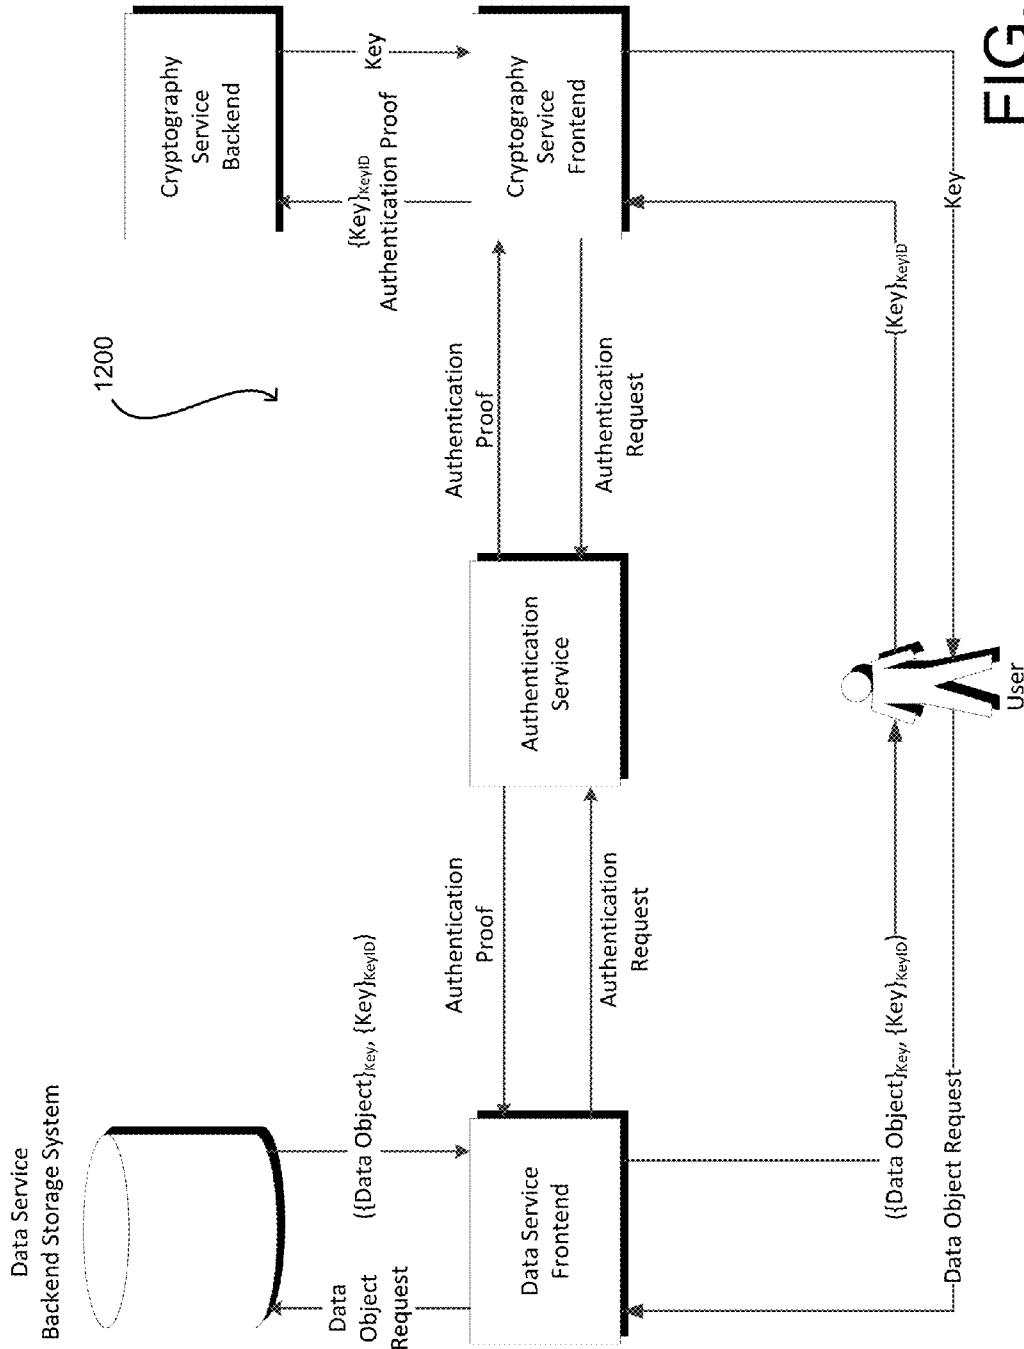 Data Service
Backend Storage System
Data
Object
Request
({Data Object}Key, {Key}KeyID)
Data Service
Frontend
Authentication
Proof
Authentication
Request
Authentication
Service
Authentication
Proof
Authentication
Request
1200
Cryptography
Service
Backend
{Key}KeyID
Authentication Proof
Key
Cryptography
Service
Frontend
({Data Object}Key, {Key}KeyID)
Data Object Request
User
{Key}KeyID
Key
FIG.